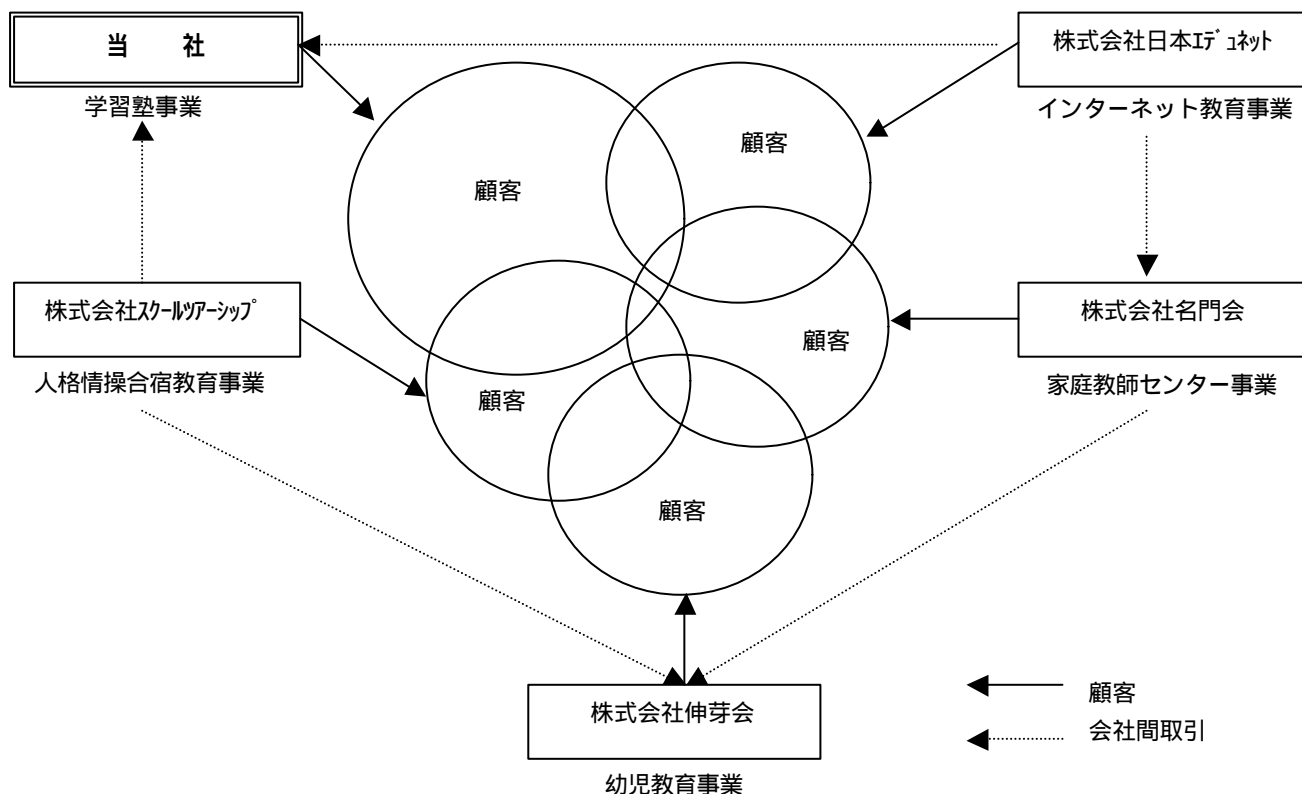 当　　社
学習塾事業
株式会社日本ｴﾃﾞｭﾈｯﾄ
インターネット教育事業
顧客
顧客
株式会社ｽｸｰﾙﾂｱｰｼｯﾌﾟ
人格情操合宿教育事業
株式会社名門会
家庭教師センター事業
顧客
顧客
顧客
株式会社伸芽会
幼児教育事業
顧客
会社間取引